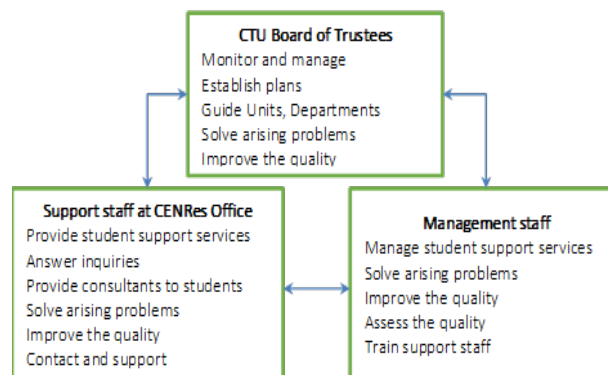 CTU Board of Trustees
Monitor and manage
Establish plans
Guide Units, Departments
Solve arising problems
Improve the quality
Support staff at CENRes Office
Provide student support services
Answer inquiries
Provide consultants to students
Solve arising problems
Improve the quality
Contact and support
Management staff
Manage student support services
Solve arising problems
Improve the quality
Assess the quality
Train support staff